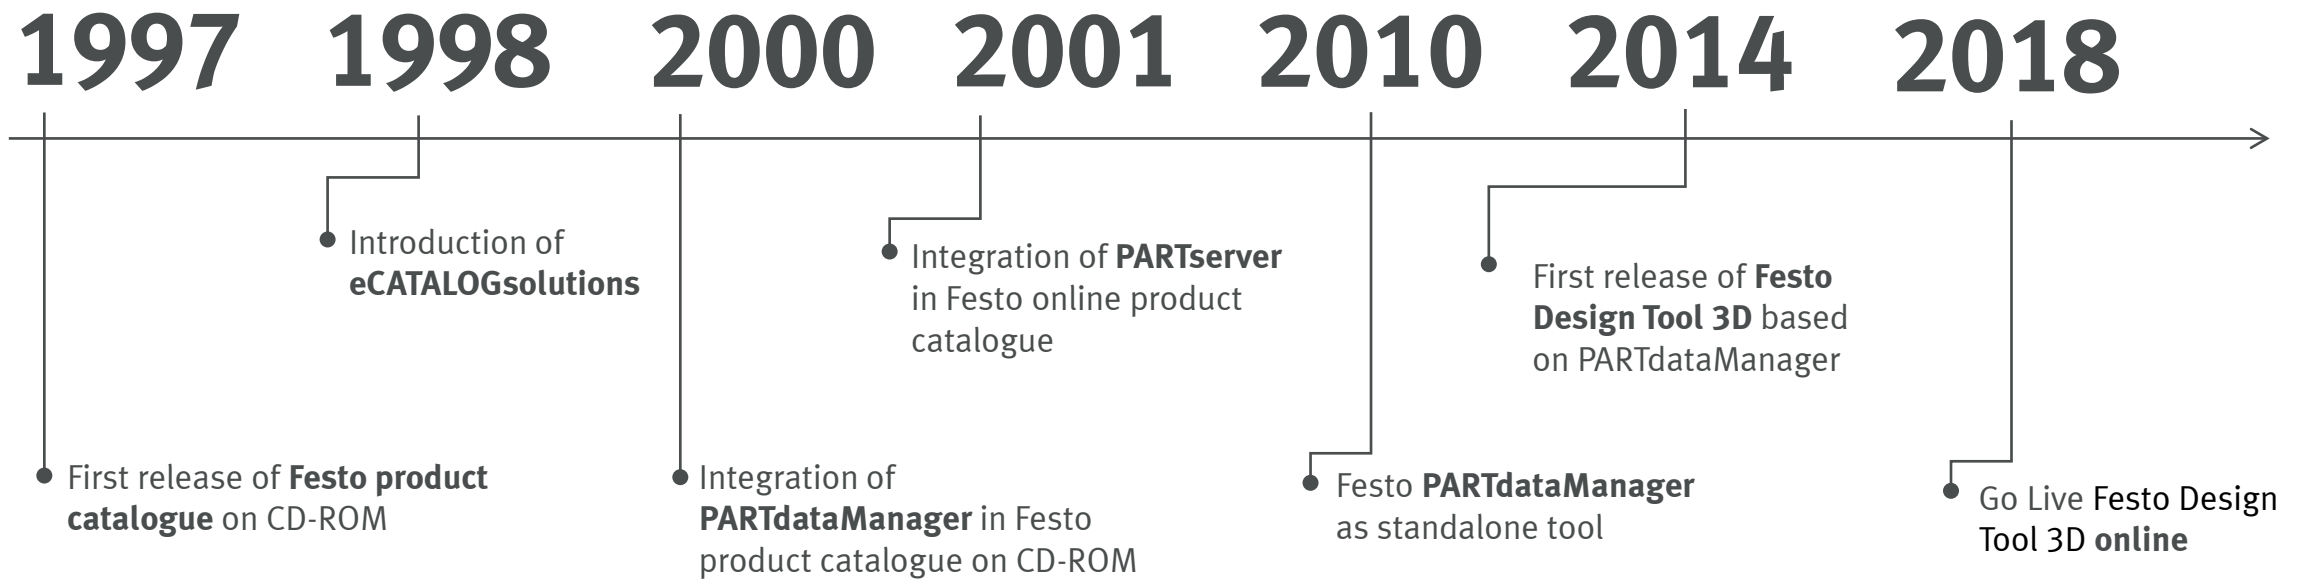 1997 1998 2000 2001 2010 2014 2018
Introduction of
eCATALOGsolutions
Integration of PARTserver
in Festo online product
catalogue
First release of Festo
Design Tool 3D based
on PARTdataManager
First release of Festo product
catalogue on CD-ROM
Integration of
PARTdataManager in Festo
product catalogue on CD-ROM
Festo PARTdataManager
as standalone tool
Go Live Festo Design
Tool 3D online